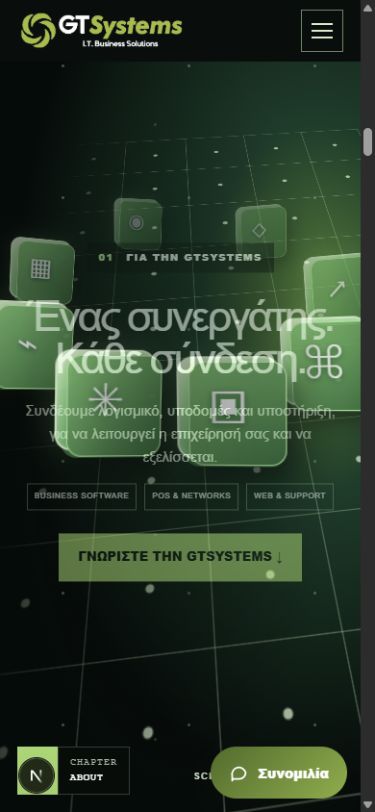 GTSystems
I.T. Business Solutions
01 ΓΙΑ ΤΗΝ GTSYSTEMS
Ένας συνεργάτης.
Κάθε σύνδεση.
Συνδέουμε λογισμικό, υποδομές και υποστήριξη,
για να λειτουργεί η επιχείρησή σας και να
εξελίσσεται.
BUSINESS SOFTWARE
POS & NETWORKS
WEB & SUPPORT
ΓΝΩΡΙΣΤΕ ΤΗΝ GTSYSTEMS ↓
N
CHAPTER
ABOUT
Συνομιλία